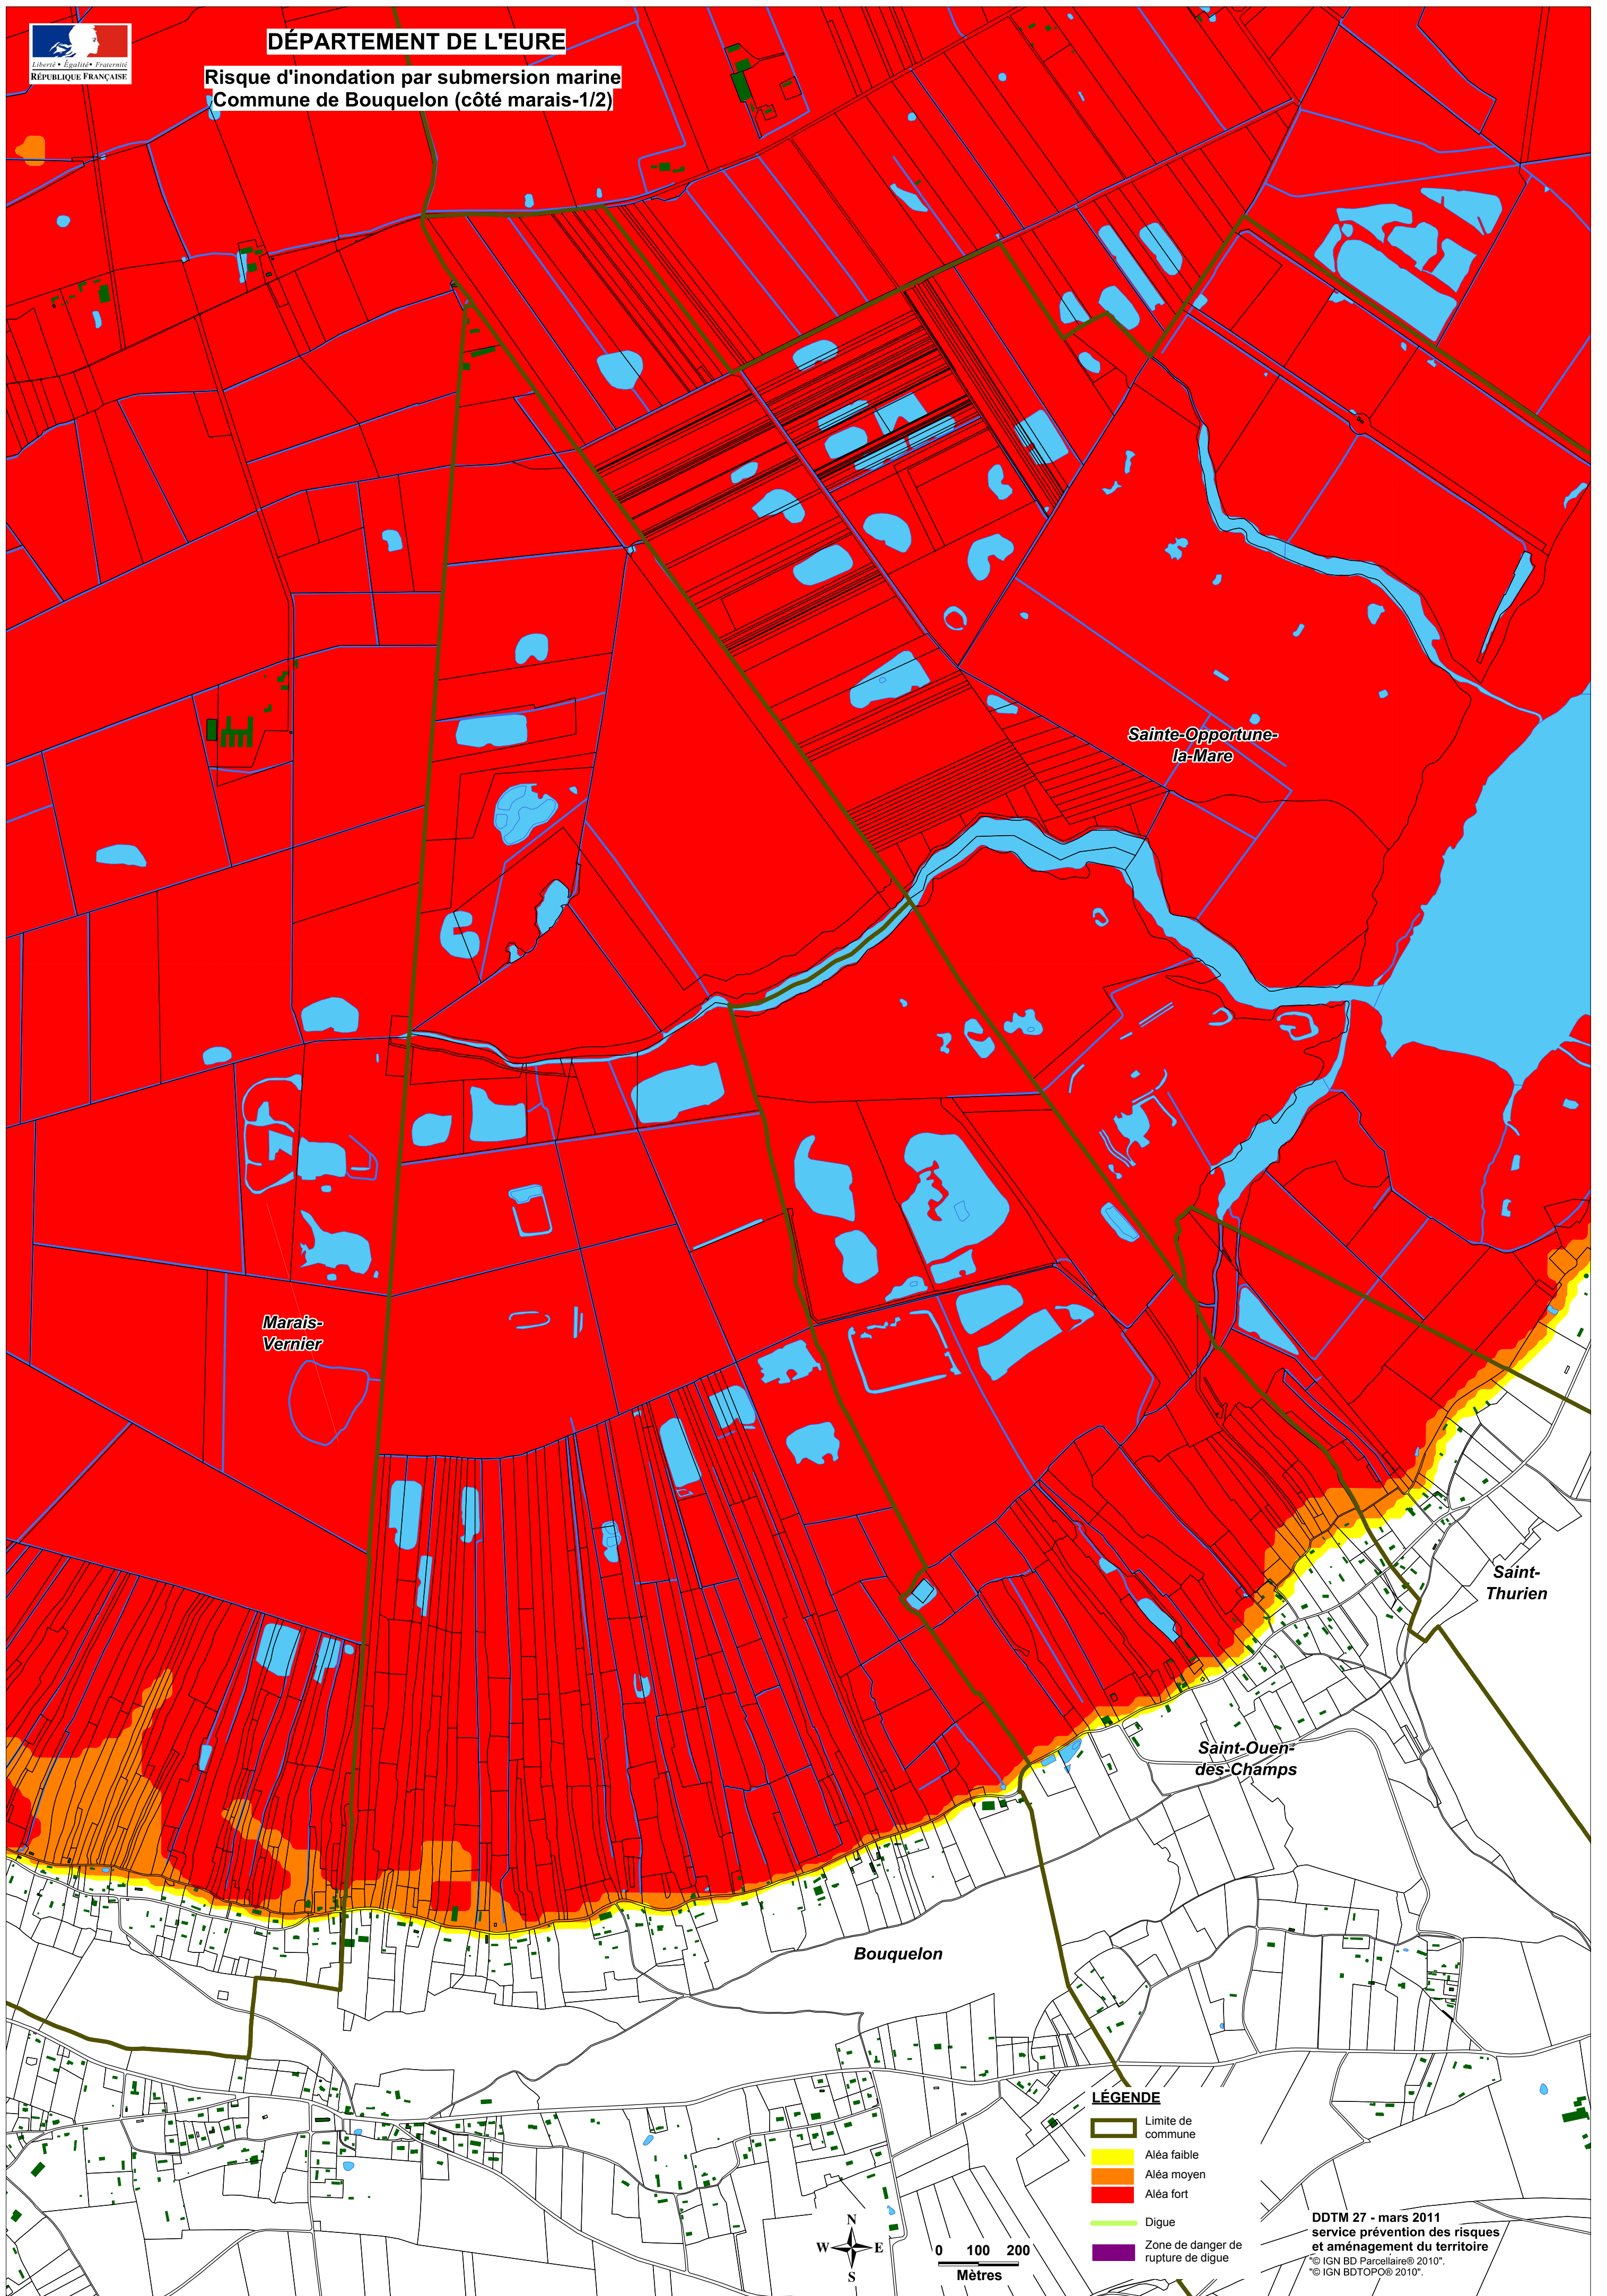 Liberté • Égalité • Fraternité
RÉPUBLIQUE FRANÇAISE
DÉPARTEMENT DE L'EURE
Risque d'inondation par submersion marine
Commune de Bouquelon (côté marais-1/2)
Sainte-Opportune-
la-Mare
Marais-
Vernier
Saint-
Thurien
Saint-Ouen-
des-Champs
Bouquelon
LÉGENDE
Limite de
commune
Aléa faible
Aléa moyen
Aléa fort
Digue
Zone de danger de
rupture de digue
N
W E
S
0 100 200
Mètres
DDTM 27 - mars 2011
service prévention des risques
et aménagement du territoire
"© IGN BD Parcellaire® 2010".
"© IGN BDTOPO® 2010".